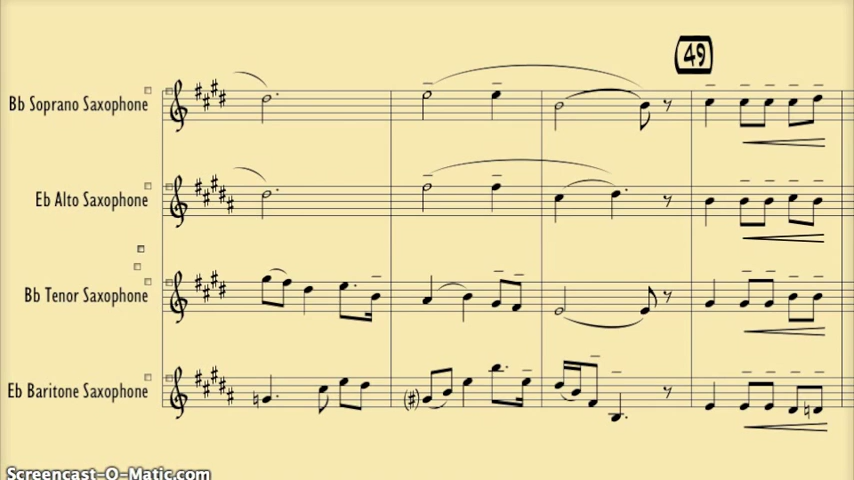 49
Bb Soprano Saxophone
Eb Alto Saxophone
Bb Tenor Saxophone
Eb Baritone Saxophone
Screencast-O-Matic.com